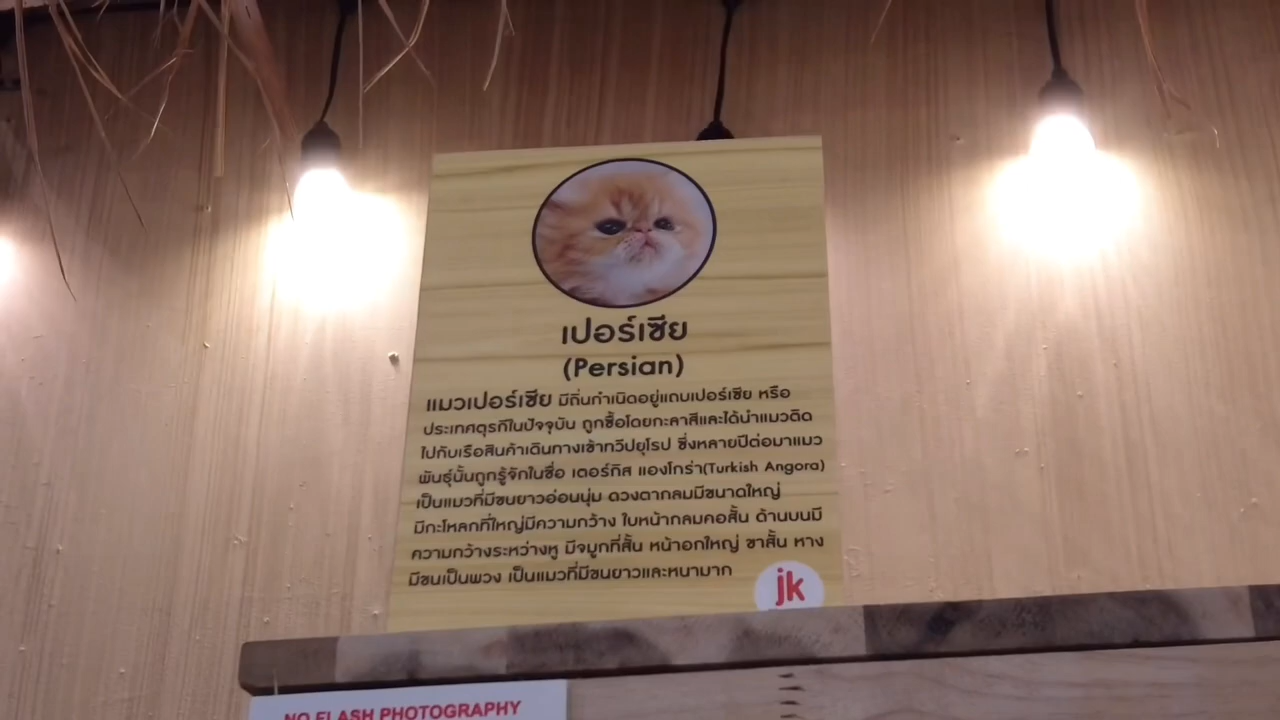 เปอร์เซีย
(Persian)
แมวเปอร์เซีย มีถิ่นกำเนิดอยู่แถบเปอร์เซีย หรือ
ประเทศตุรกีในปัจจุบัน ถูกซื้อโดยกะลาสีและได้นำแมวติด
ไปกับเรือสินค้าเดินทางเข้าทวีปยุโรป ซึ่งหลายปีต่อมาแมว
พันธุ์นั้นถูกรู้จักในชื่อ เตอร์กิส แองโกร่า(Turkish Angora)
เป็นแมวที่มีขนยาวอ่อนนุ่ม ดวงตากลมมีขนาดใหญ่
มีกะโหลกที่ใหญ่มีความกว้าง ใบหน้ากลมคอสั้น ด้านบนมี
ความกว้างระหว่างหู มีจมูกที่สั้น หน้าอกใหญ่ ขาสั้น หาง
มีขนเป็นพวง เป็นแมวที่มีขนยาวและหนามาก
jk
NO FLASH PHOTOGRAPHY